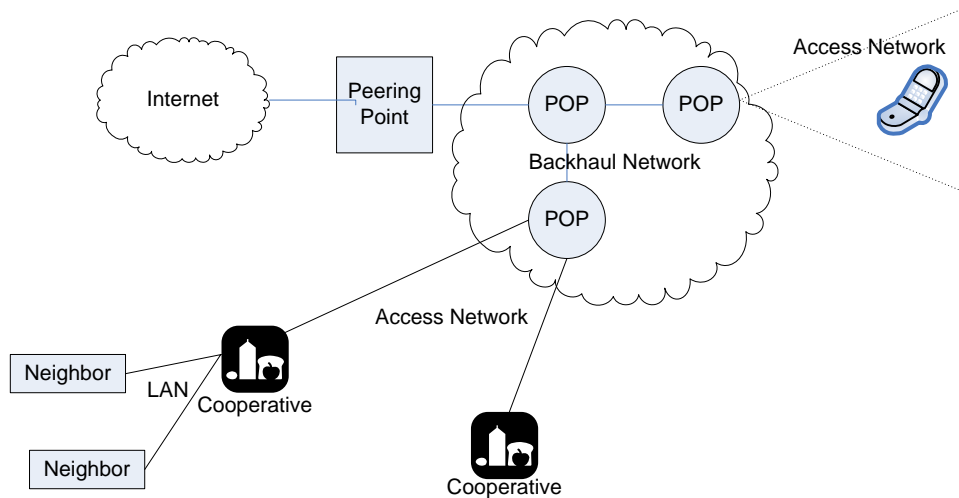 Access Network
Internet
Peering
Point
POP
POP
Backhaul Network
POP
Access Network
Neighbor
LAN
Cooperative
Neighbor
Cooperative